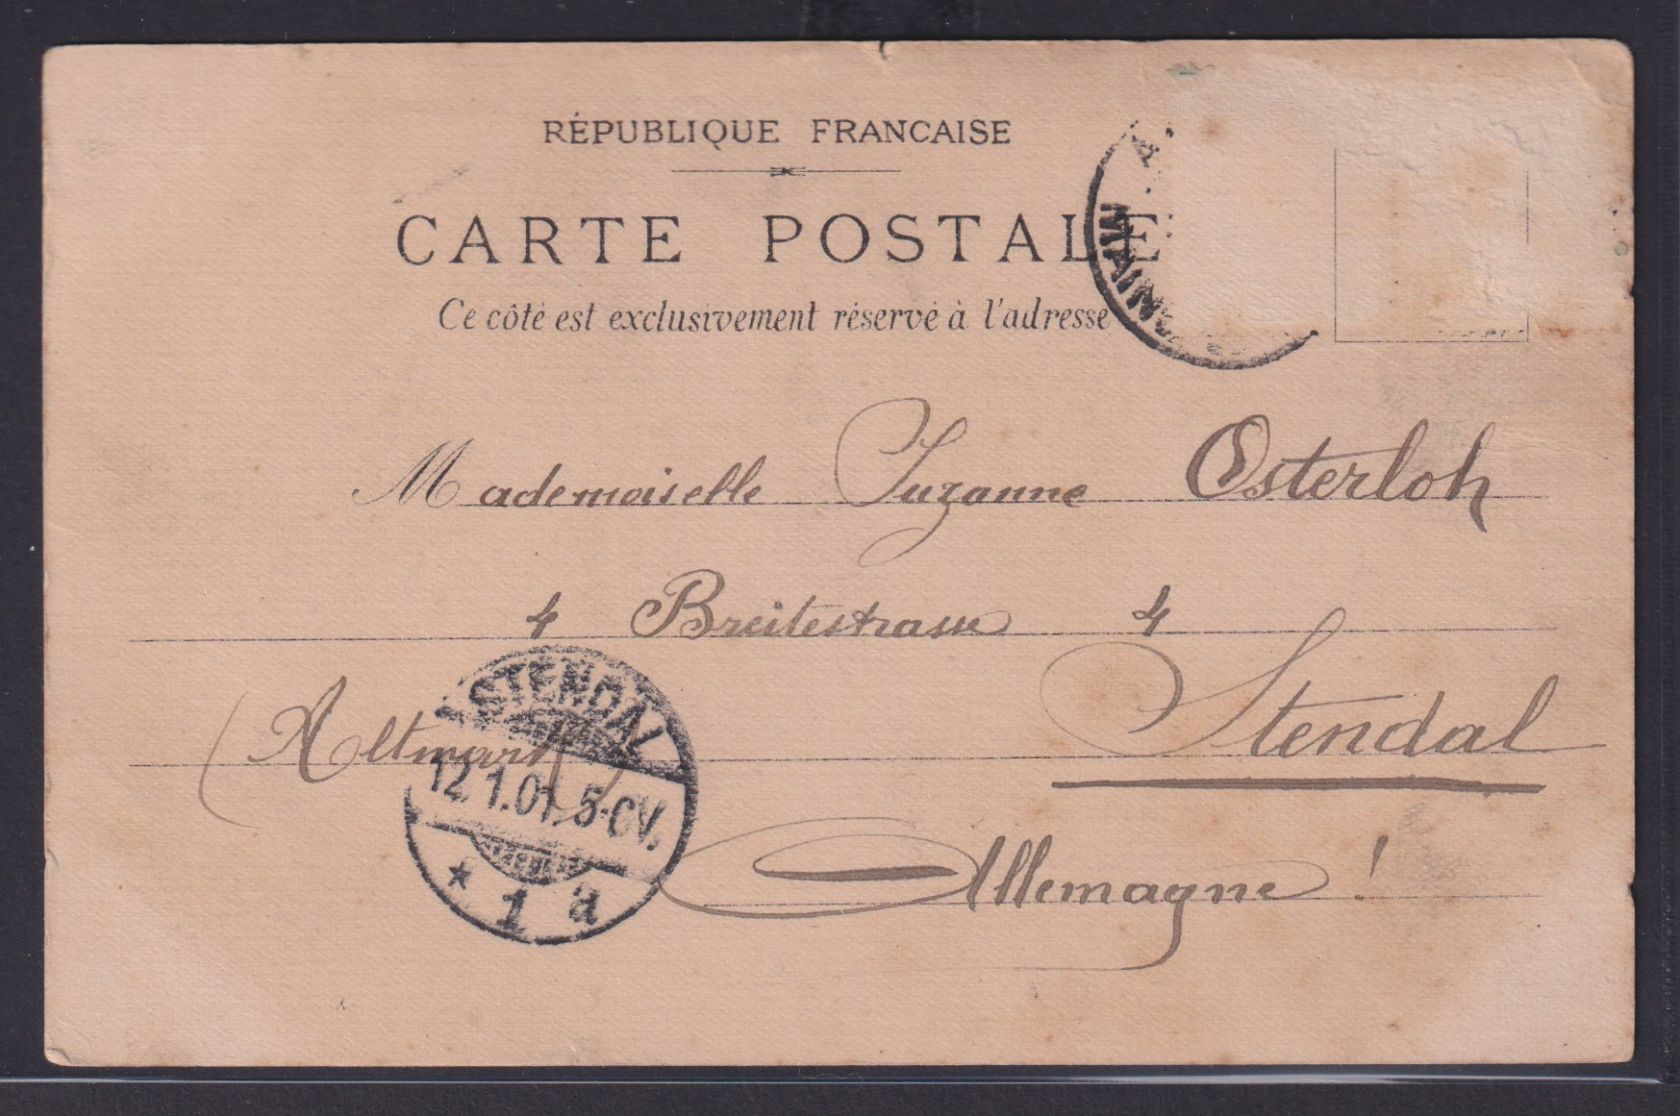 RÉPUBLIQUE FRANCAISE
CARTE POSTALE
Ce côté est exclusivement réservé à l'adresse
Mademoiselle Suzanne Osterloh
4 Breitestrasse 4
(Altmark) Stendal
Allemagne !
STENDAL
12.1.01. 5-6V.
* 1 a